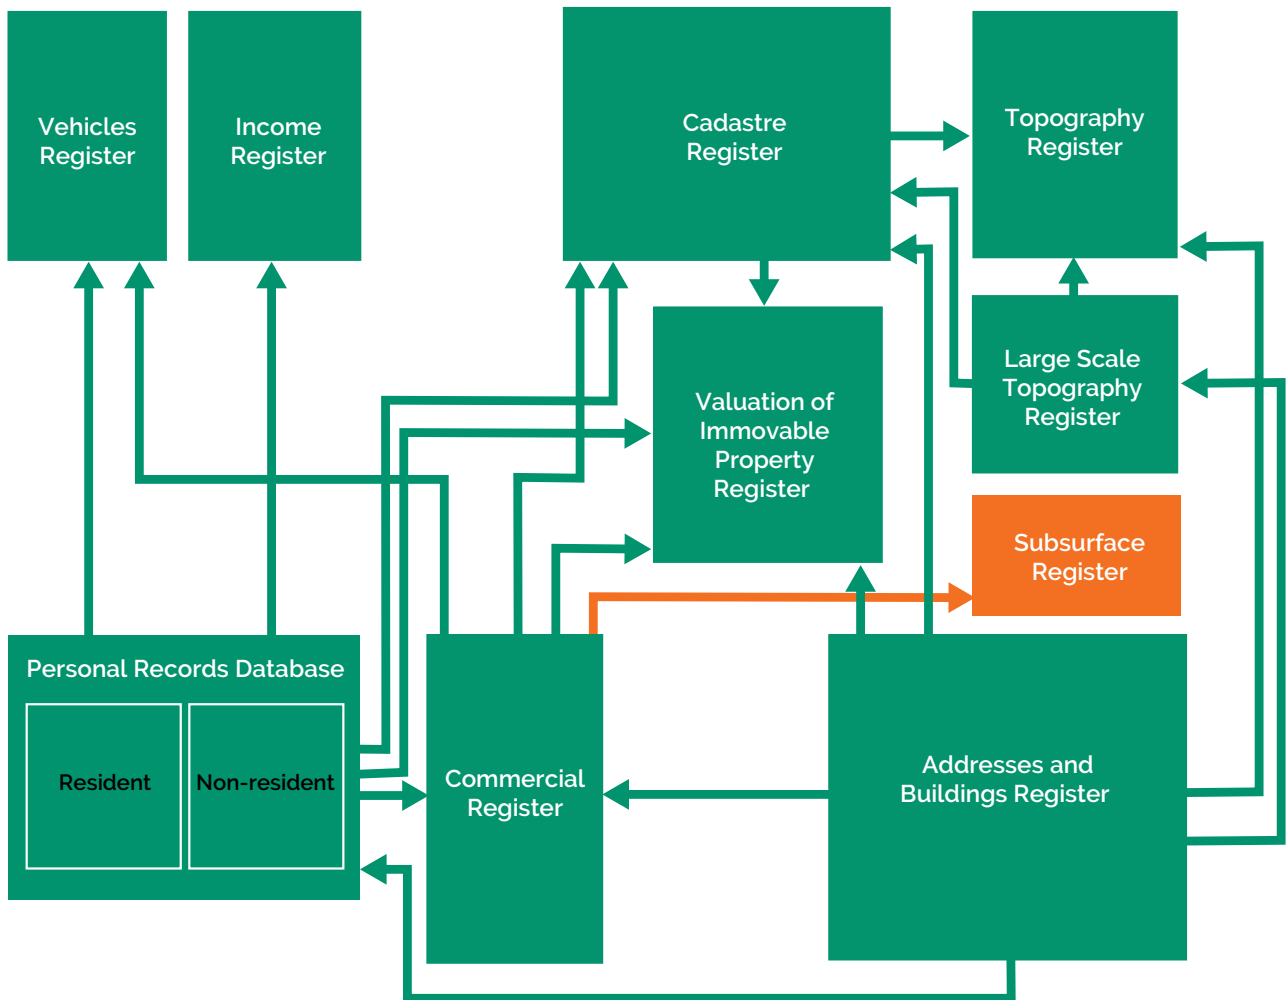 Vehicles
Register
Income
Register
Cadastre
Register
Topography
Register
Large Scale
Topography
Register
Valuation of
Immovable
Property
Register
Subsurface
Register
Personal Records Database
Resident
Non-resident
Commercial
Register
Addresses and
Buildings Register